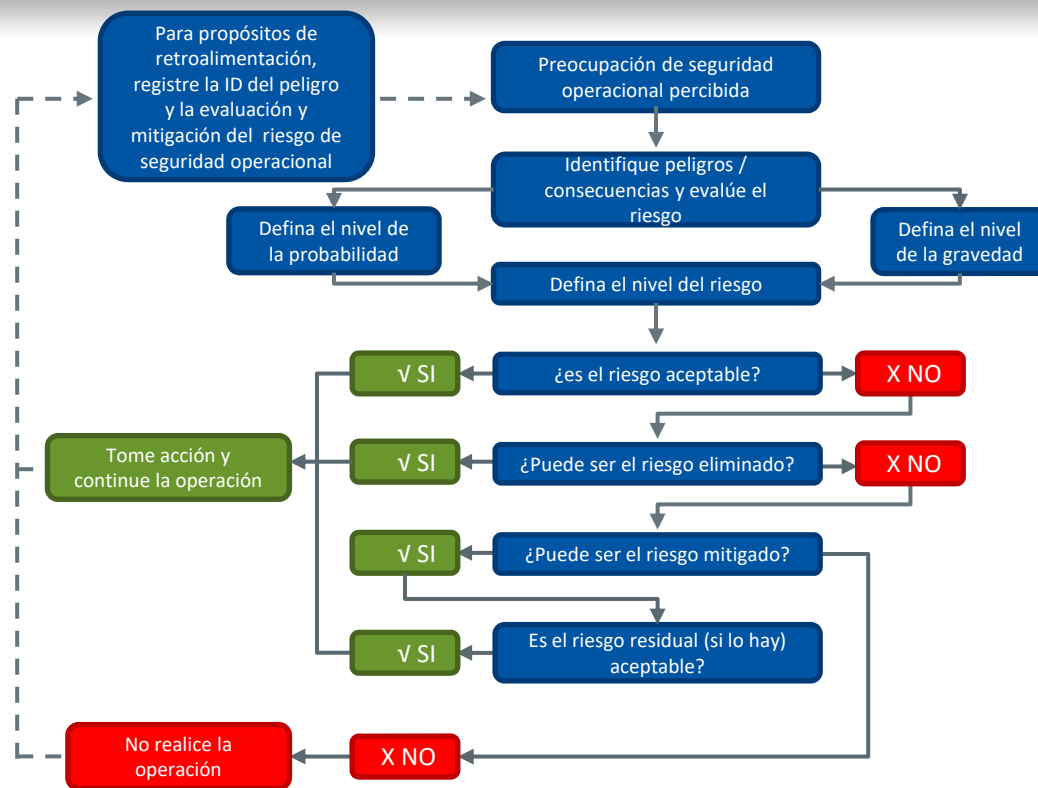 Para propósitos de
retroalimentación,
registre la ID del peligro
y la evaluación y
mitigación del riesgo de
seguridad operacional
Preocupación de seguridad
operacional percibida
Identifique peligros /
consecuencias y evalúe el
riesgo
Defina el nivel de
la probabilidad
Defina el nivel
de la gravedad
Defina el nivel del riesgo
√ SI
¿es el riesgo aceptable?
X NO
Tome acción y
continue la operación
√ SI
¿Puede ser el riesgo eliminado?
X NO
√ SI
¿Puede ser el riesgo mitigado?
√ SI
Es el riesgo residual (si lo hay)
aceptable?
No realice la
operación
X NO